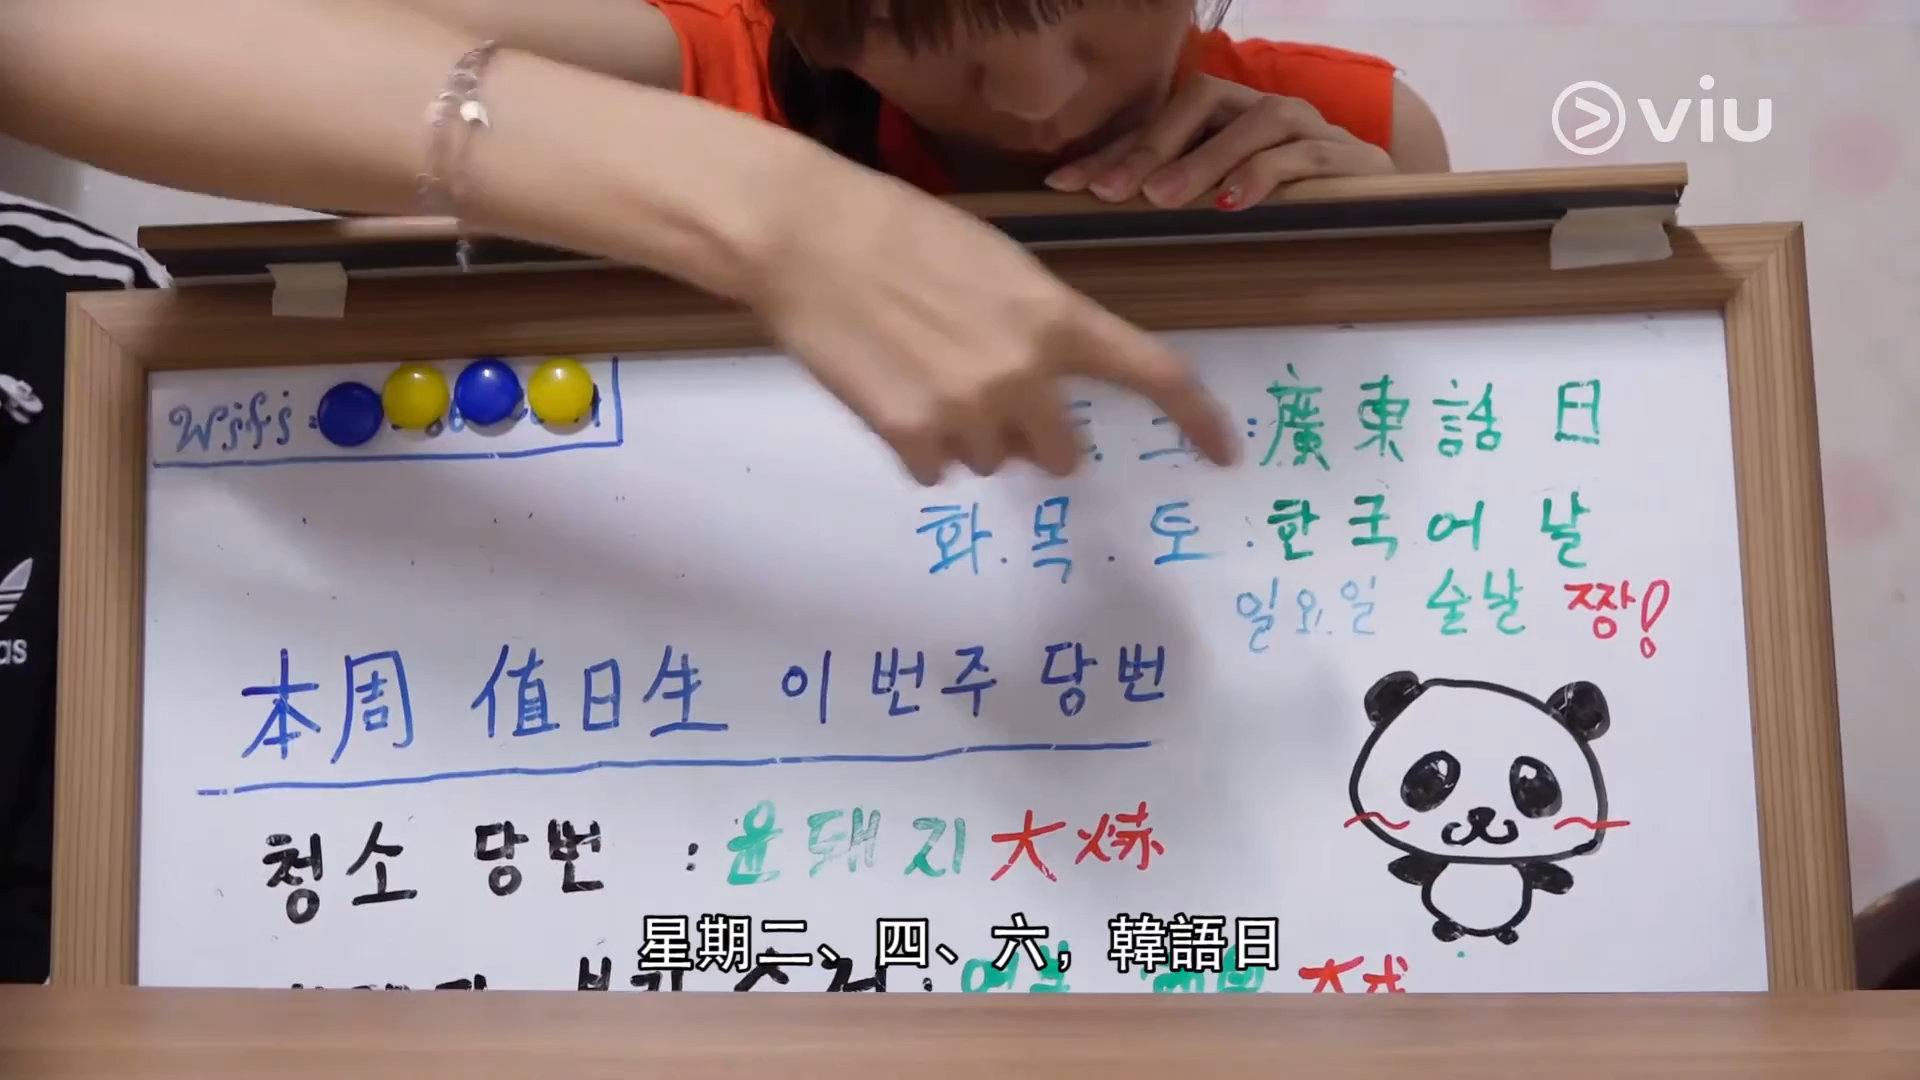 viu
Wifi:
:廣東話日
화.목.토:한국어 날
일요일 술날 짱!
本周 值日生 이번주 당번
청소 당번 : 윤돼지 大
星期二、四、六，韓語日